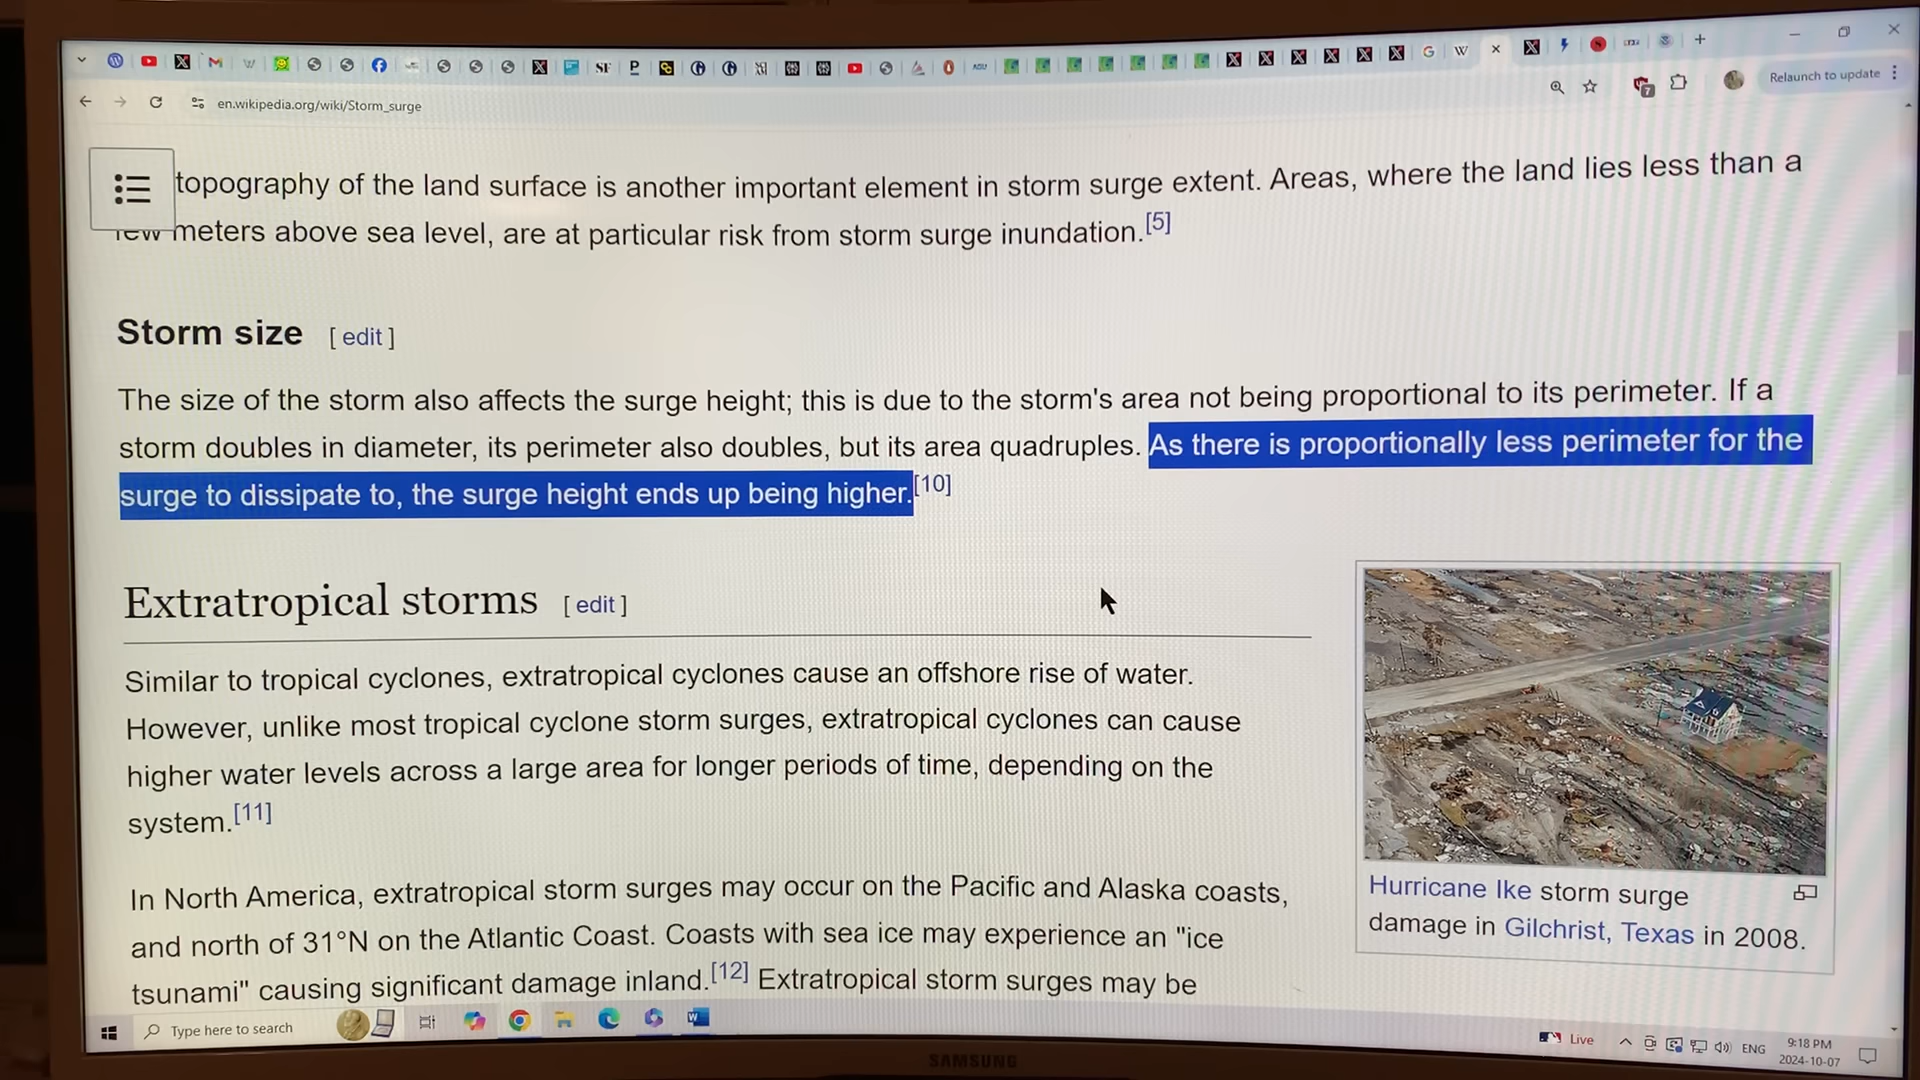 Relaunch to update
en.wikipedia.org/wiki/Storm_surge
7
topography of the land surface is another important element in storm surge extent. Areas, where the land lies less than a
few meters above sea level, are at particular risk from storm surge inundation.[5]
Storm size [ edit ]
The size of the storm also affects the surge height; this is due to the storm's area not being proportional to its perimeter. If a
storm doubles in diameter, its perimeter also doubles, but its area quadruples. As there is proportionally less perimeter for the
surge to dissipate to, the surge height ends up being higher.[10]
Extratropical storms [ edit ]
Similar to tropical cyclones, extratropical cyclones cause an offshore rise of water.
However, unlike most tropical cyclone storm surges, extratropical cyclones can cause
higher water levels across a large area for longer periods of time, depending on the
system.[11]
In North America, extratropical storm surges may occur on the Pacific and Alaska coasts,
and north of 31°N on the Atlantic Coast. Coasts with sea ice may experience an "ice
tsunami" causing significant damage inland.[12] Extratropical storm surges may be
Hurricane Ike storm surge
damage in Gilchrist, Texas in 2008.
Type here to search
Live
ENG
9:18 PM
2024-10-07
SAMSUNG